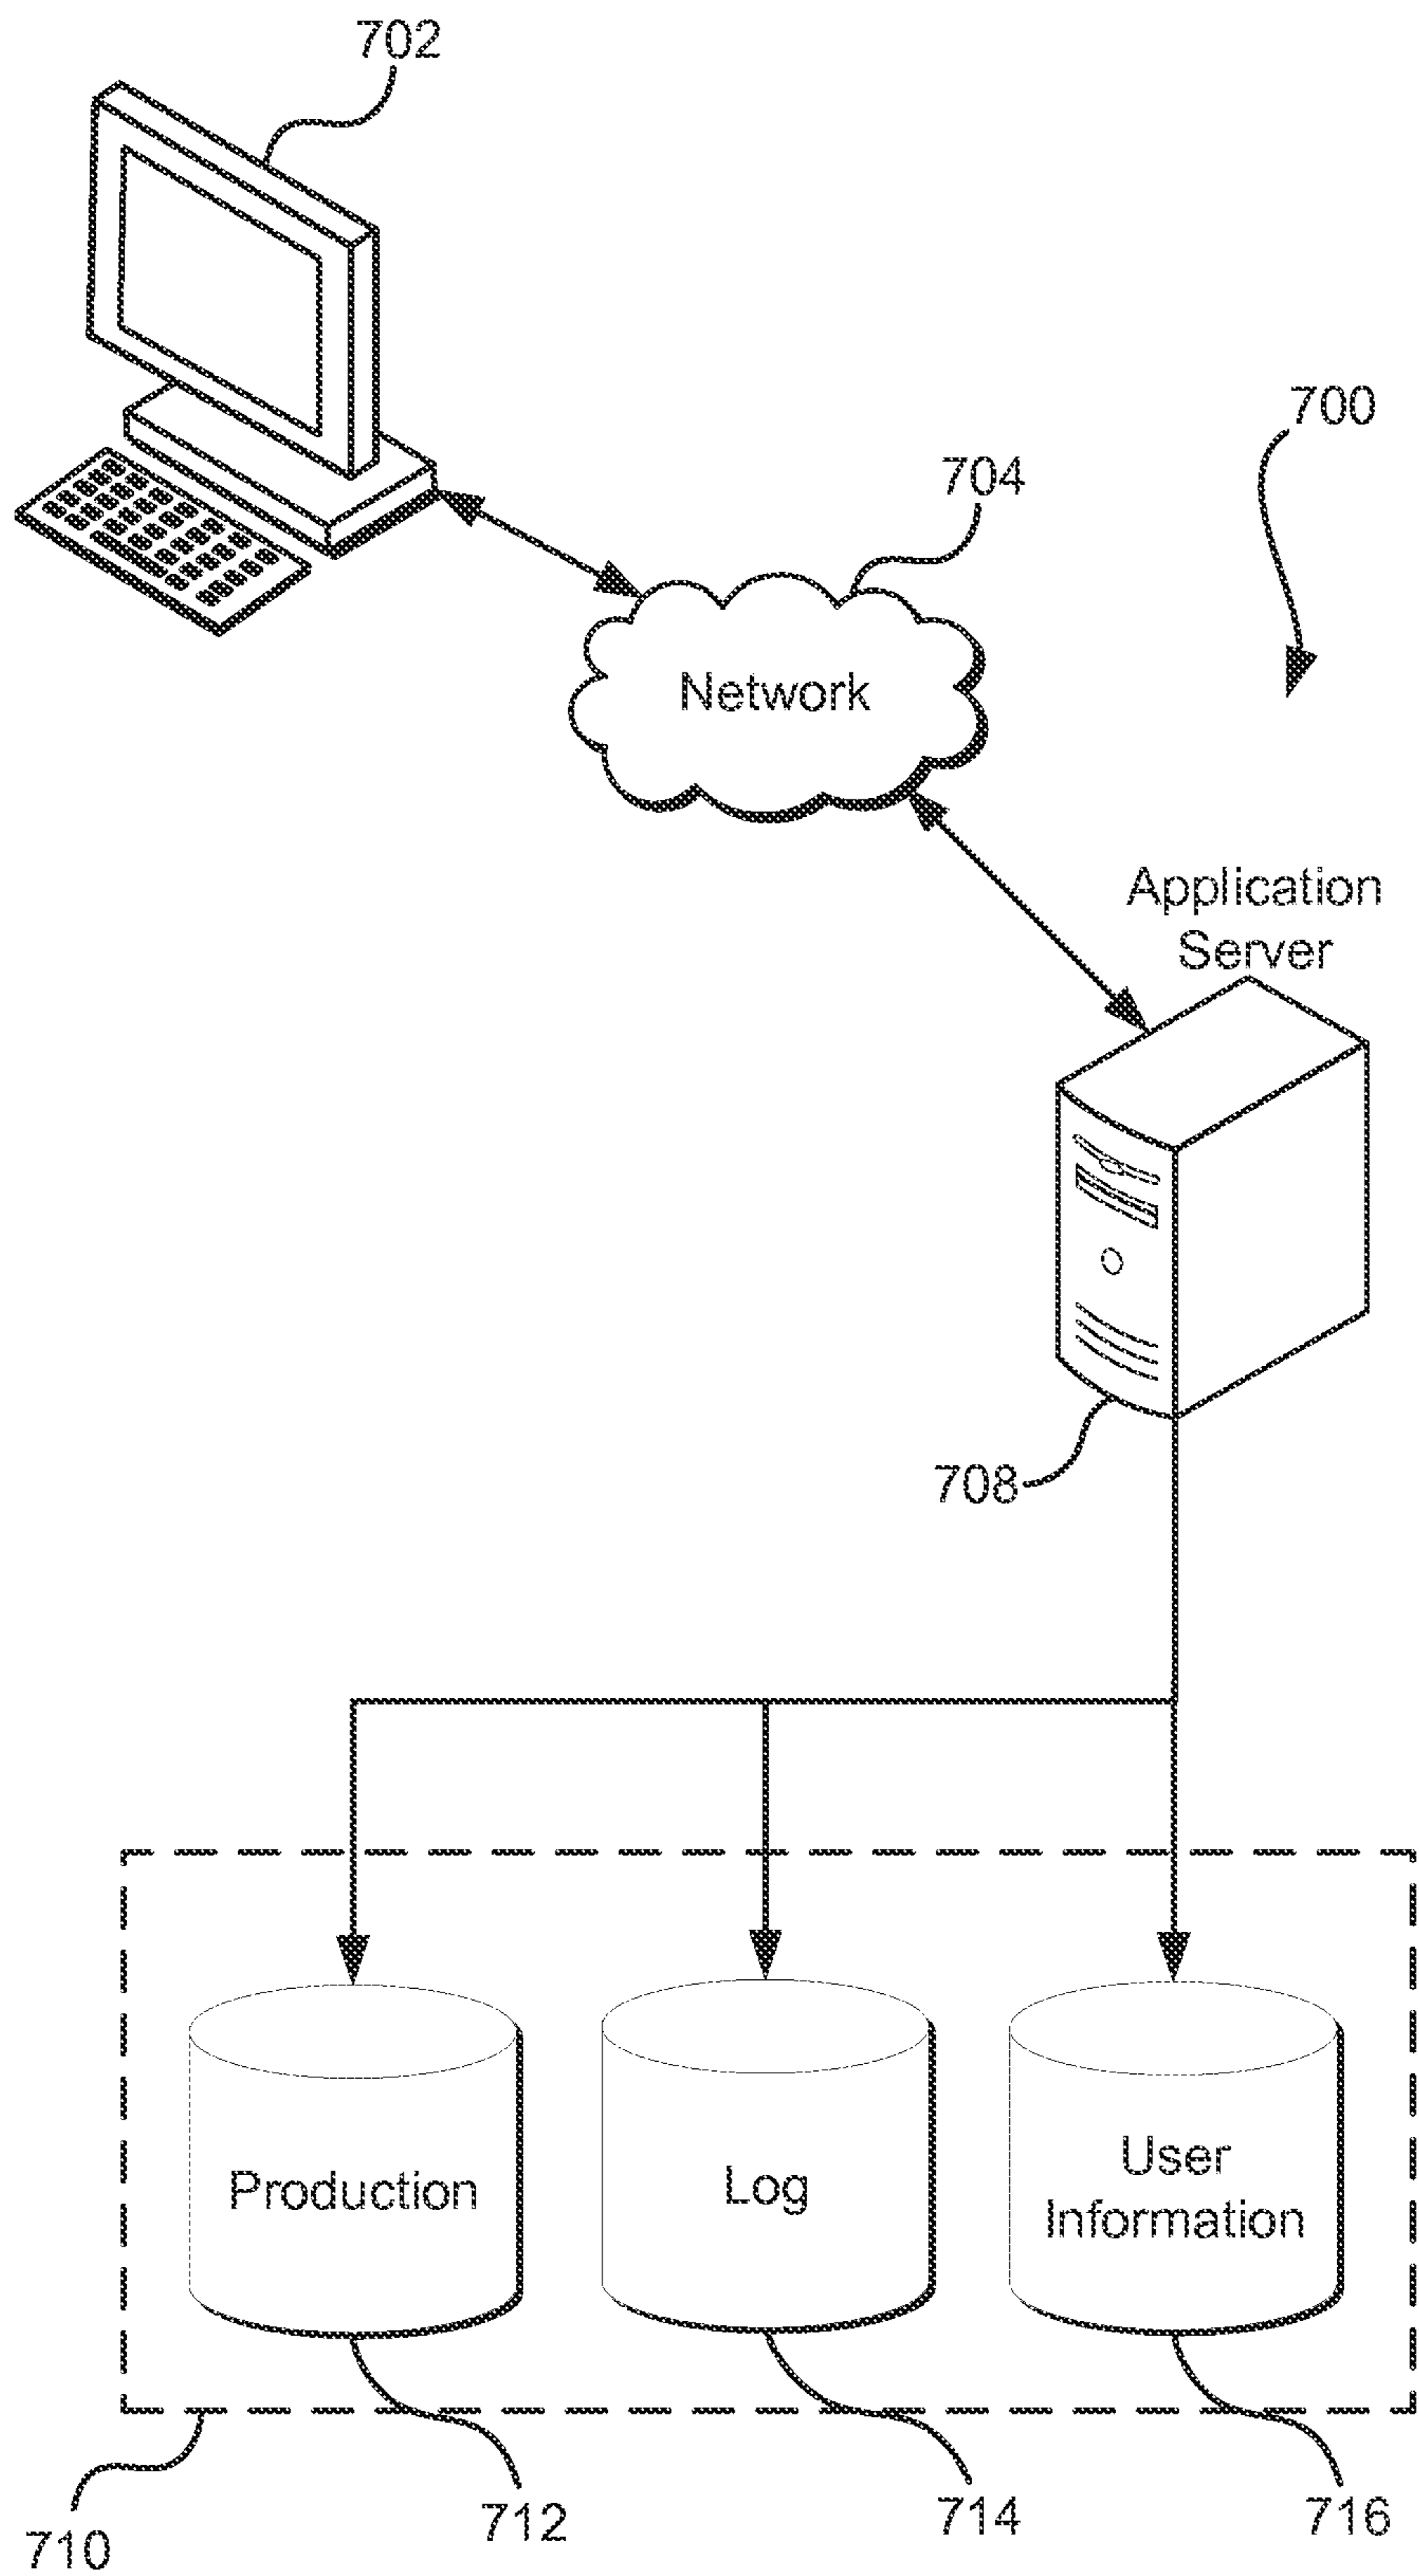 702
700
704
Network
Application
Server
708
Production
Log
User
Information
710
712
714
716